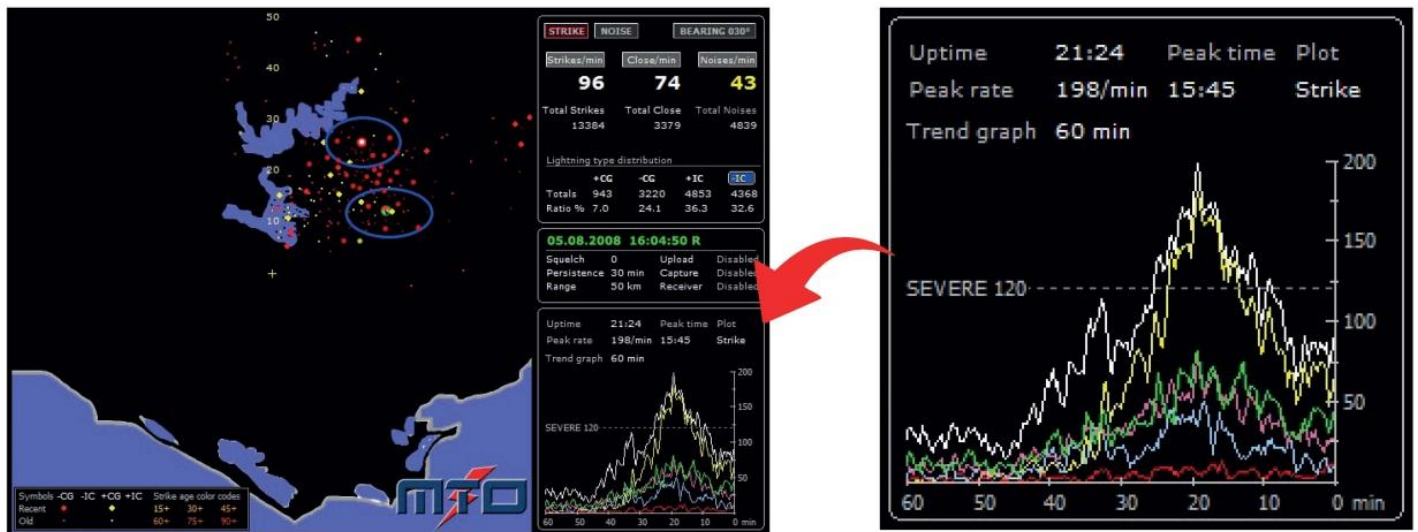 50
40
30
20
10
STRIKE NOISE BEARING 030°
Strikes/min Close/min Noises/min
96 74 43
Total Strikes Total Close Total Noises
13384 3379 4839
Lightning type distribution
+CG -CG +IC -IC
Totals 943 3220 4853 4368
Ratio % 7.0 24.1 36.3 32.6
05.08.2008 16:04:50 R
Squelch 0 Upload Disabled
Persistence 30 min Capture Disabled
Range 50 km Receiver Disabled
Uptime 21:24 Peak time Plot
Peak rate 198/min 15:45 Strike
Trend graph 60 min
200
150
SEVERE 120
100
50
60 50 40 30 20 10 0 min
Symbols -CG -IC +CG +IC Strike age color codes
Recent 15+ 30+ 45+
Old 60+ 75+ 90+
MTO
Uptime 21:24 Peak time Plot
Peak rate 198/min 15:45 Strike
Trend graph 60 min
200
150
SEVERE 120
100
50
60 50 40 30 20 10 0 min